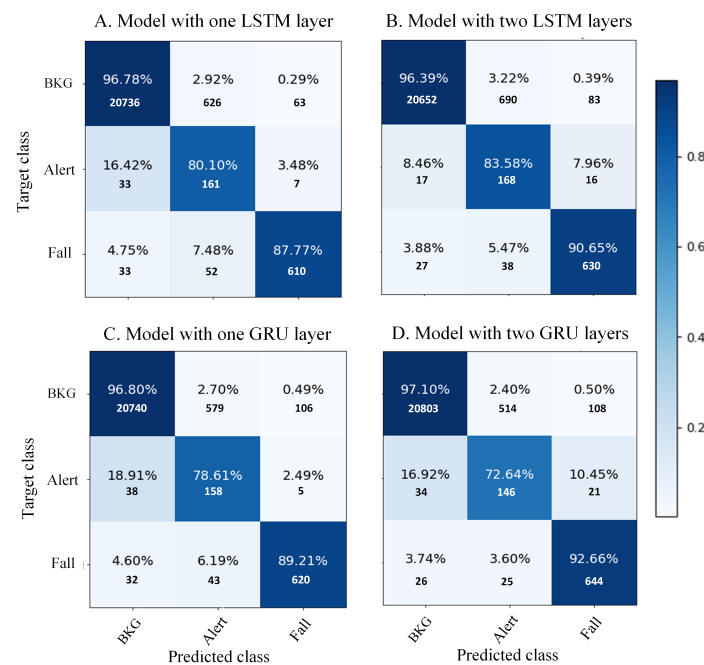 A. Model with one LSTM layer
B. Model with two LSTM layers
Target class
BKG
96.78% 2.92% 0.29%
20736 626 63
Alert
16.42% 80.10% 3.48%
33 161 7
Fall
4.75% 7.48% 87.77%
33 52 610
96.39% 3.22% 0.39%
20652 690 83
8.46% 83.58% 7.96%
17 168 16
3.88% 5.47% 90.65%
27 38 630
0.8
0.6
0.4
0.2
C. Model with one GRU layer
D. Model with two GRU layers
Target class
BKG
96.80% 2.70% 0.49%
20740 579 106
Alert
18.91% 78.61% 2.49%
38 158 5
Fall
4.60% 6.19% 89.21%
32 43 620
97.10% 2.40% 0.50%
20803 514 108
16.92% 72.64% 10.45%
34 146 21
3.74% 3.60% 92.66%
26 25 644
BKG Alert Fall
Predicted class
BKG Alert Fall
Predicted class